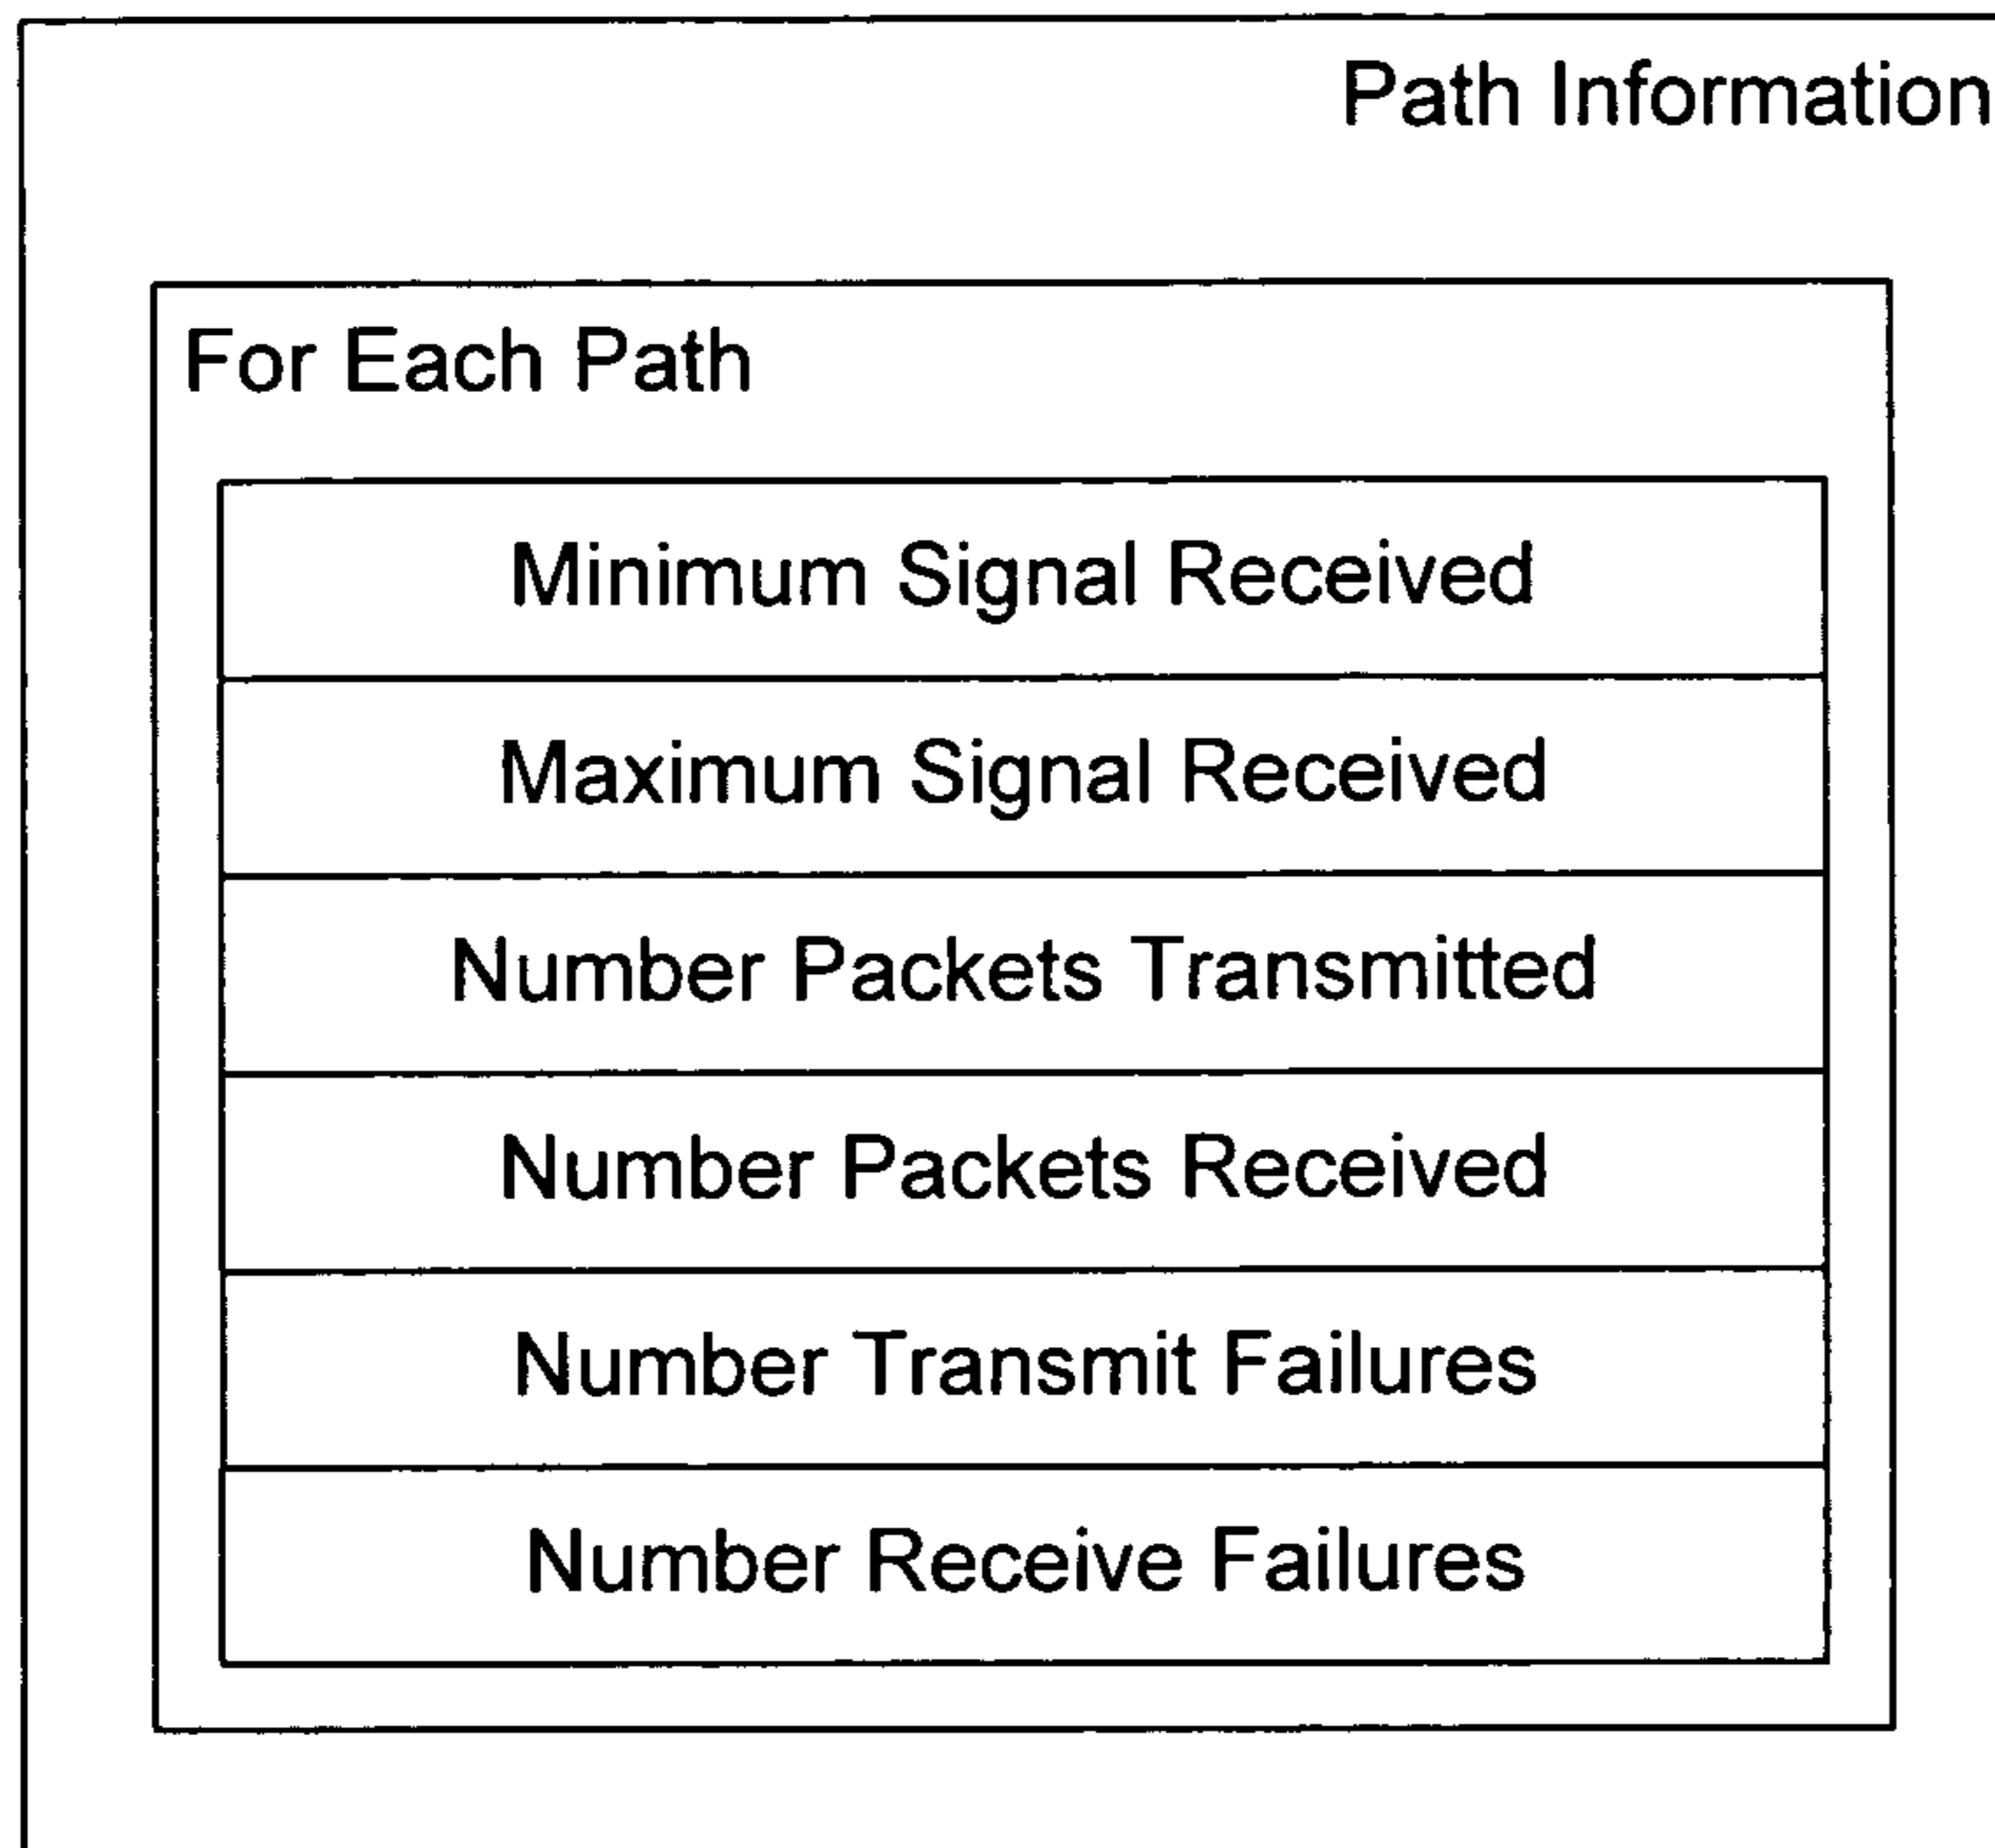 Path Information
For Each Path
Minimum Signal Received
Maximum Signal Received
Number Packets Transmitted
Number Packets Received
Number Transmit Failures
Number Receive Failures